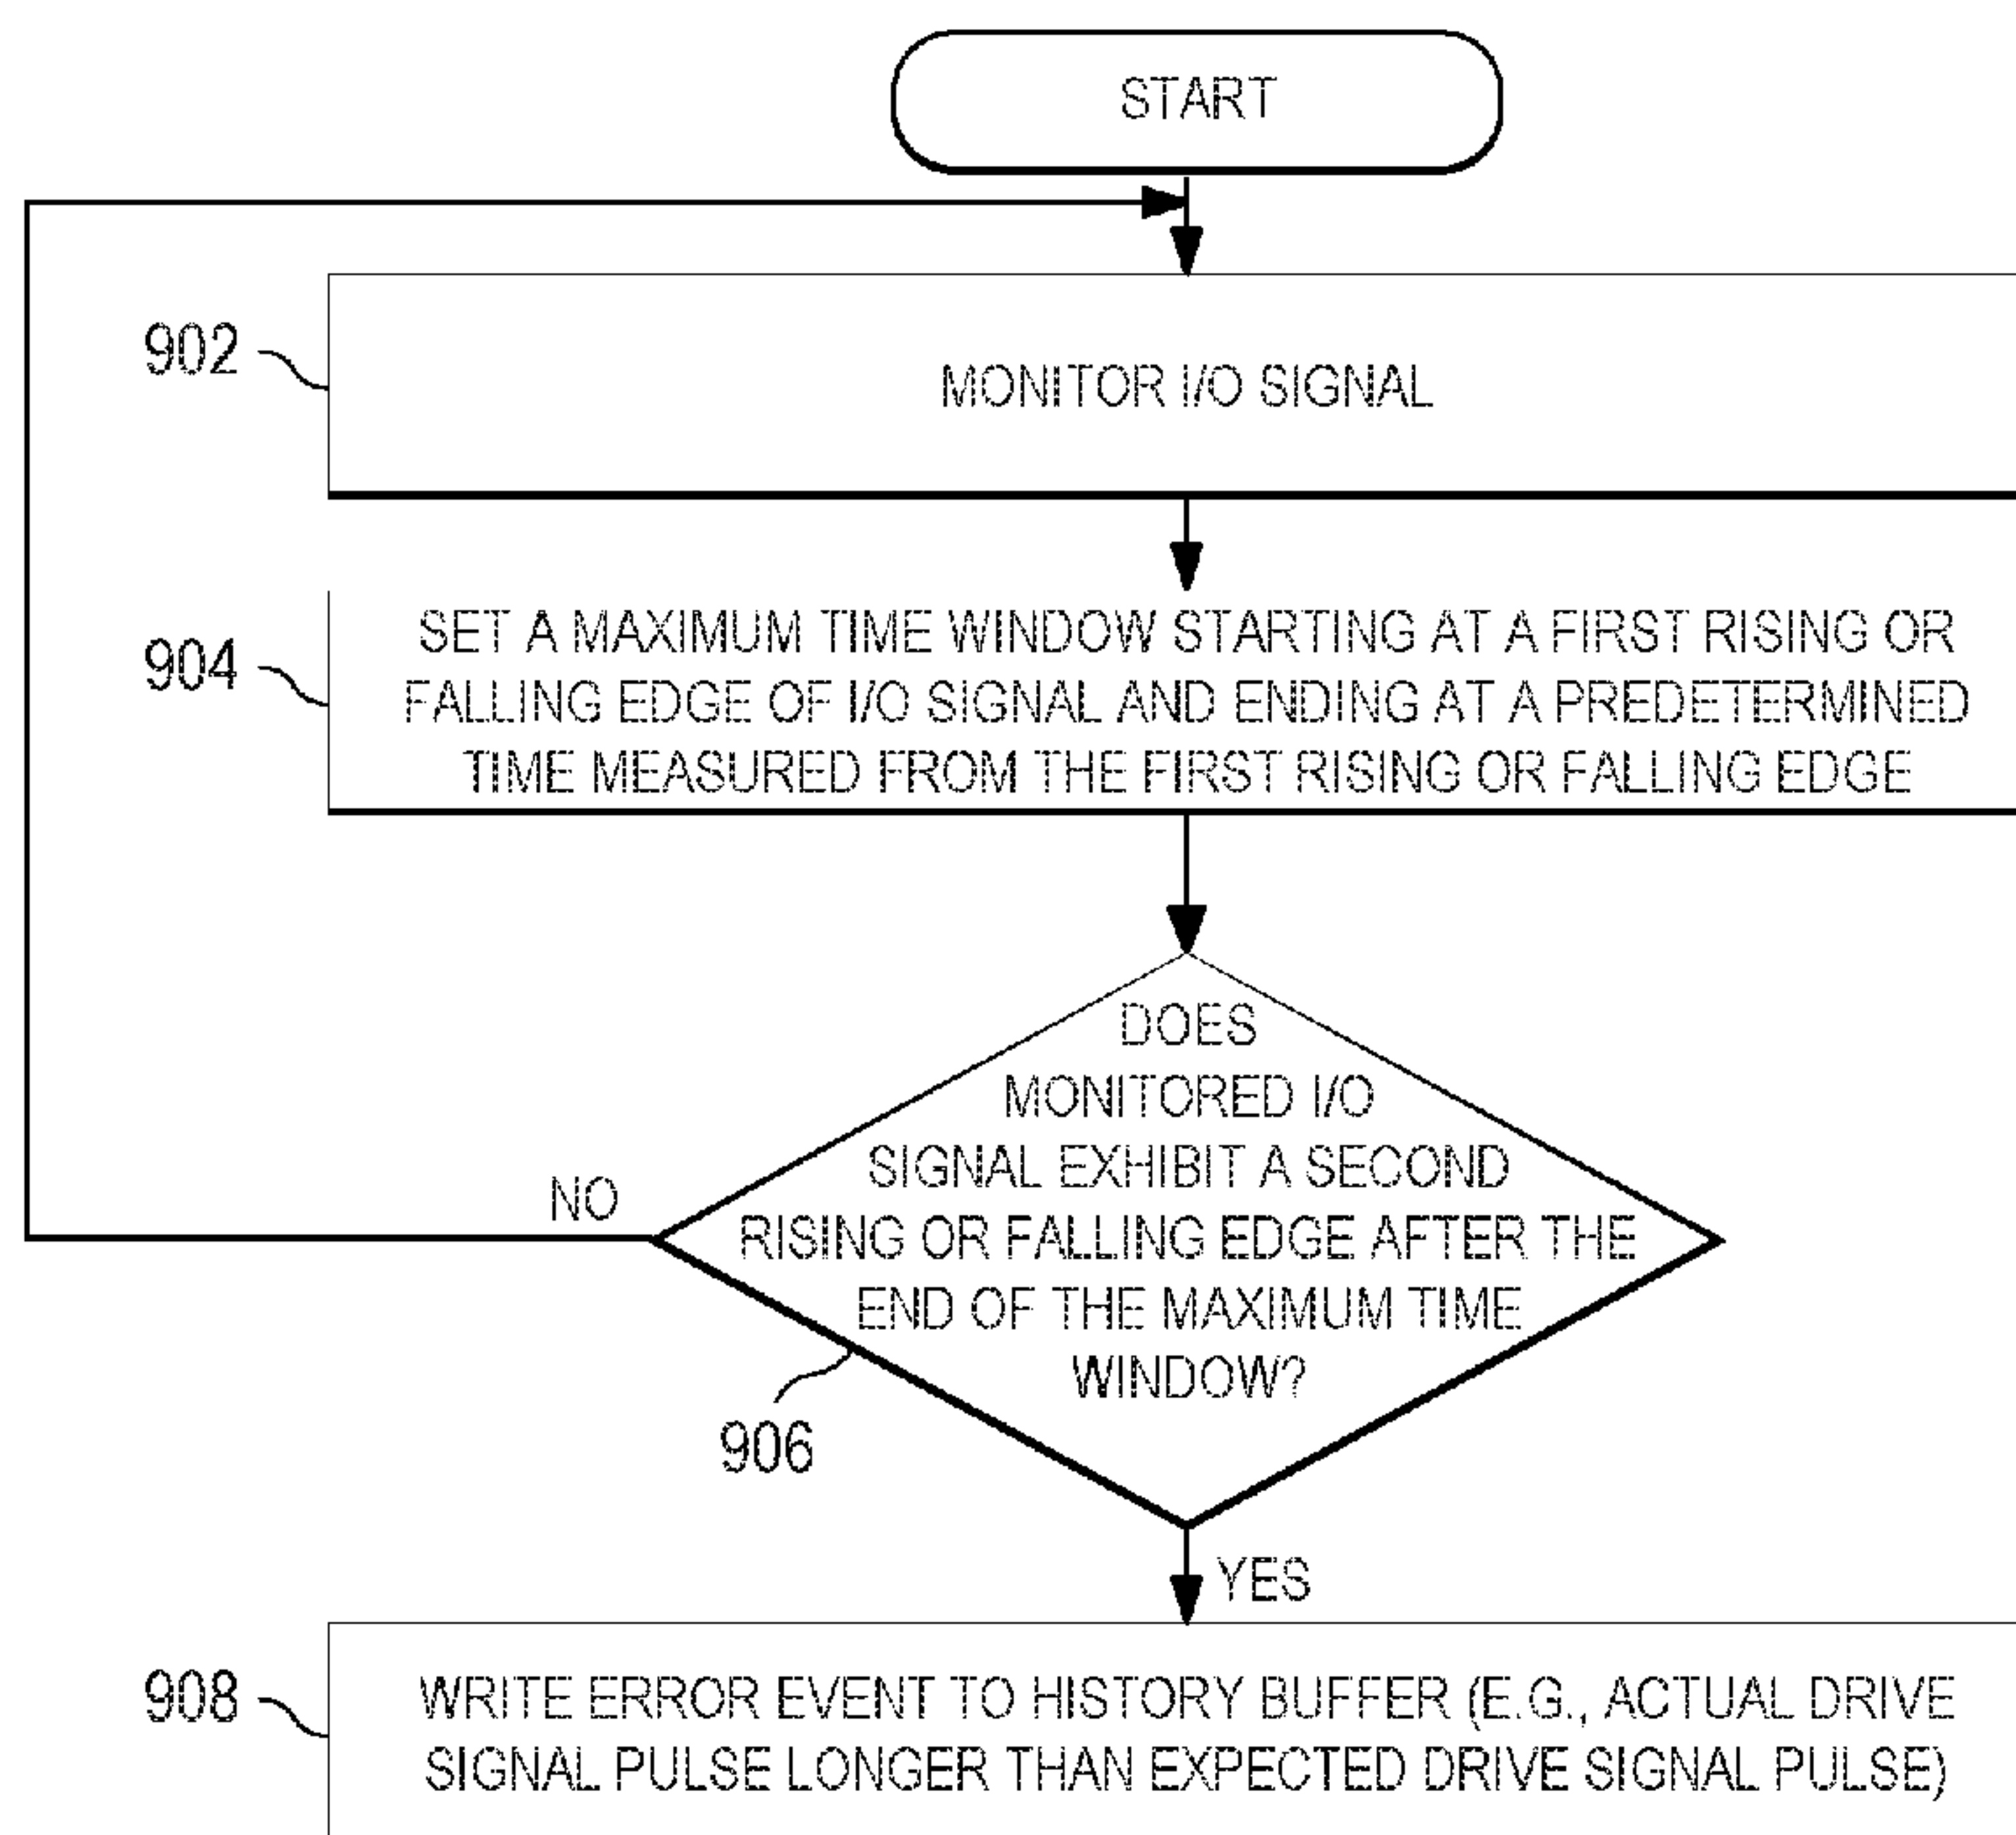 START
902
MONITOR I/O SIGNAL
904
SET A MAXIMUM TIME WINDOW STARTING AT A FIRST RISING OR
FALLING EDGE OF I/O SIGNAL AND ENDING AT A PREDETERMINED
TIME MEASURED FROM THE FIRST RISING OR FALLING EDGE
DOES
MONITORED I/O
SIGNAL EXHIBIT A SECOND
RISING OR FALLING EDGE AFTER THE
END OF THE MAXIMUM TIME
WINDOW?
NO
906
YES
908
WRITE ERROR EVENT TO HISTORY BUFFER (E.G., ACTUAL DRIVE
SIGNAL PULSE LONGER THAN EXPECTED DRIVE SIGNAL PULSE)